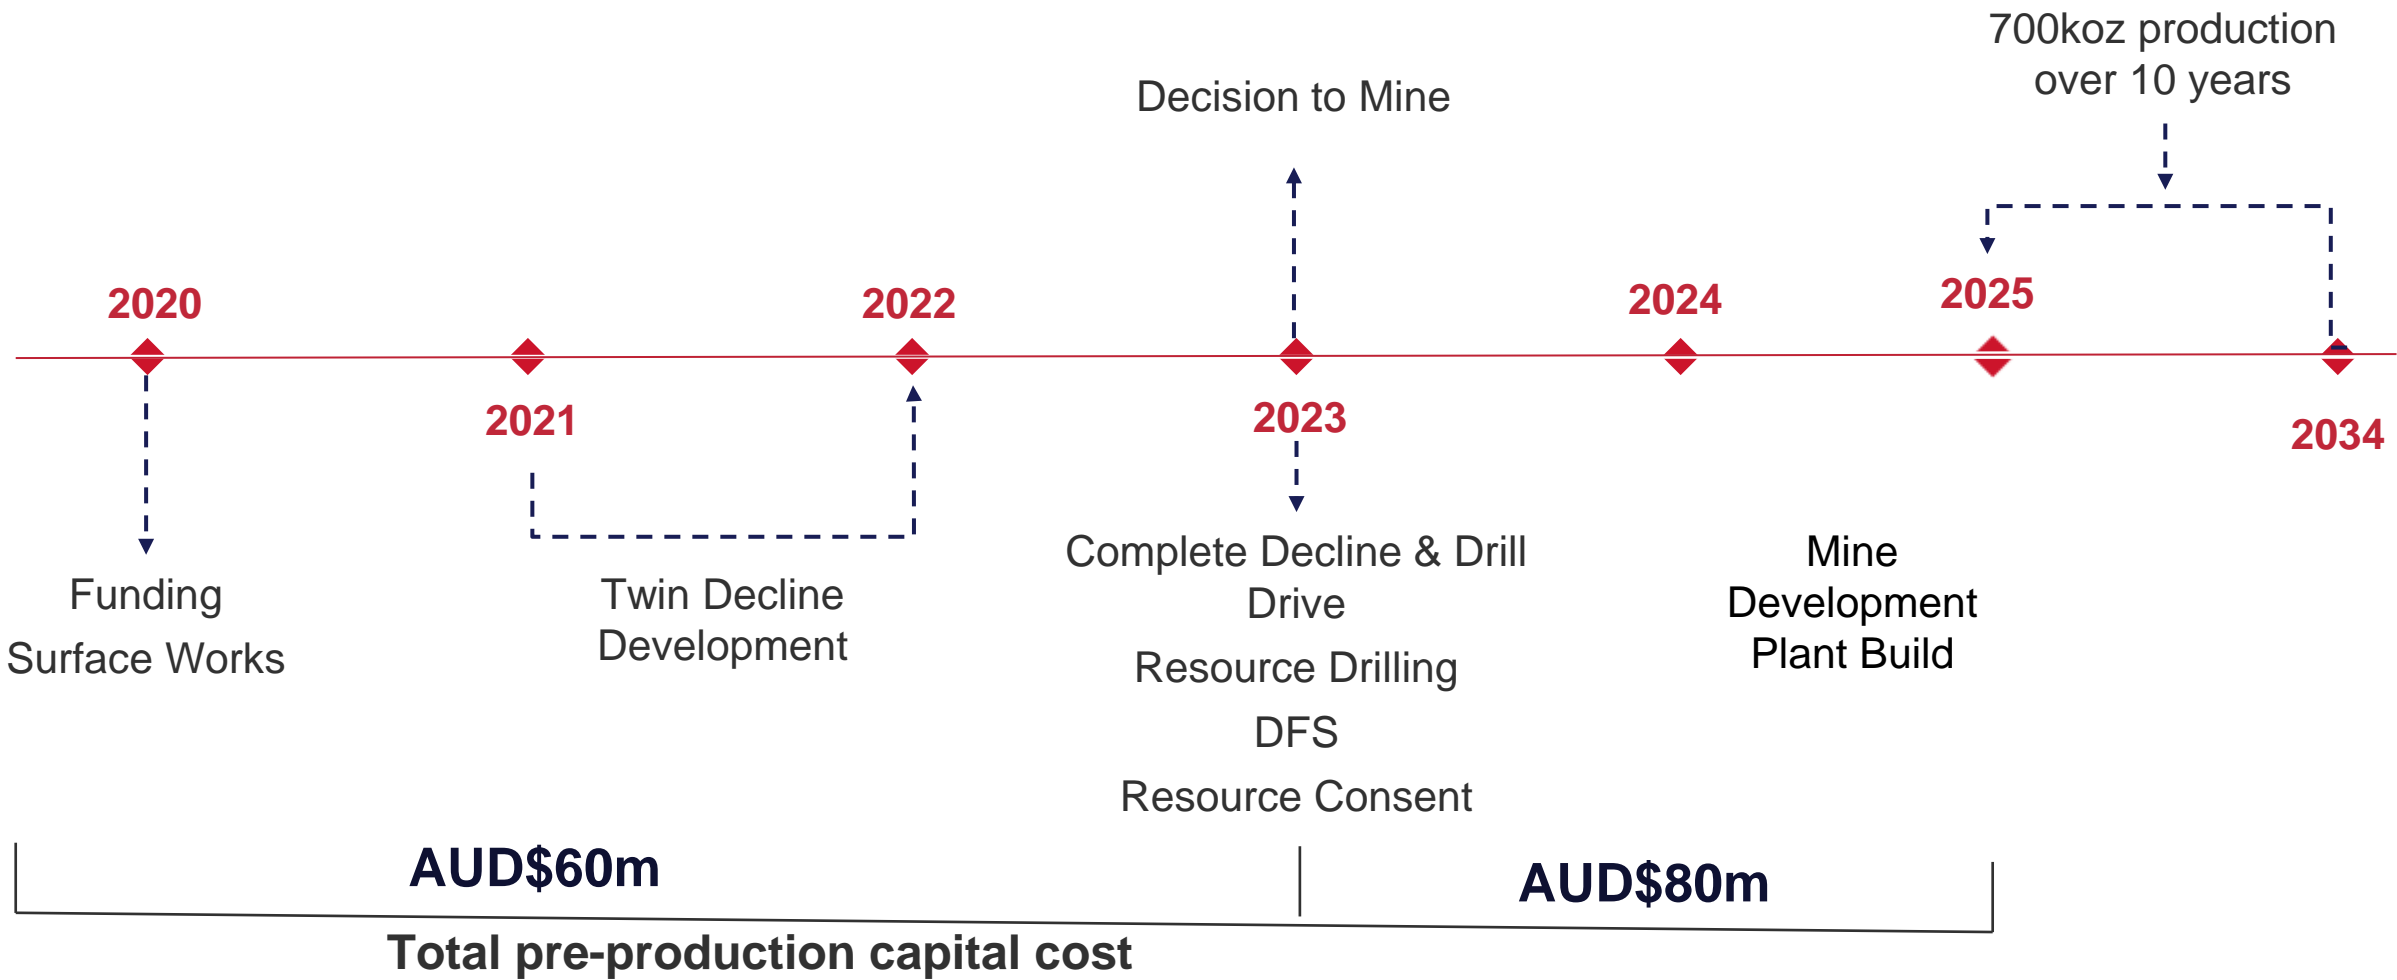 700koz production
over 10 years
Decision to Mine
2020
2022
2024
2025
2021
2023
2034
Funding
Surface Works
Twin Decline
Development
Complete Decline & Drill
Drive
Resource Drilling
DFS
Resource Consent
Mine
Development
Plant Build
AUD$60m
AUD$80m
Total pre-production capital cost